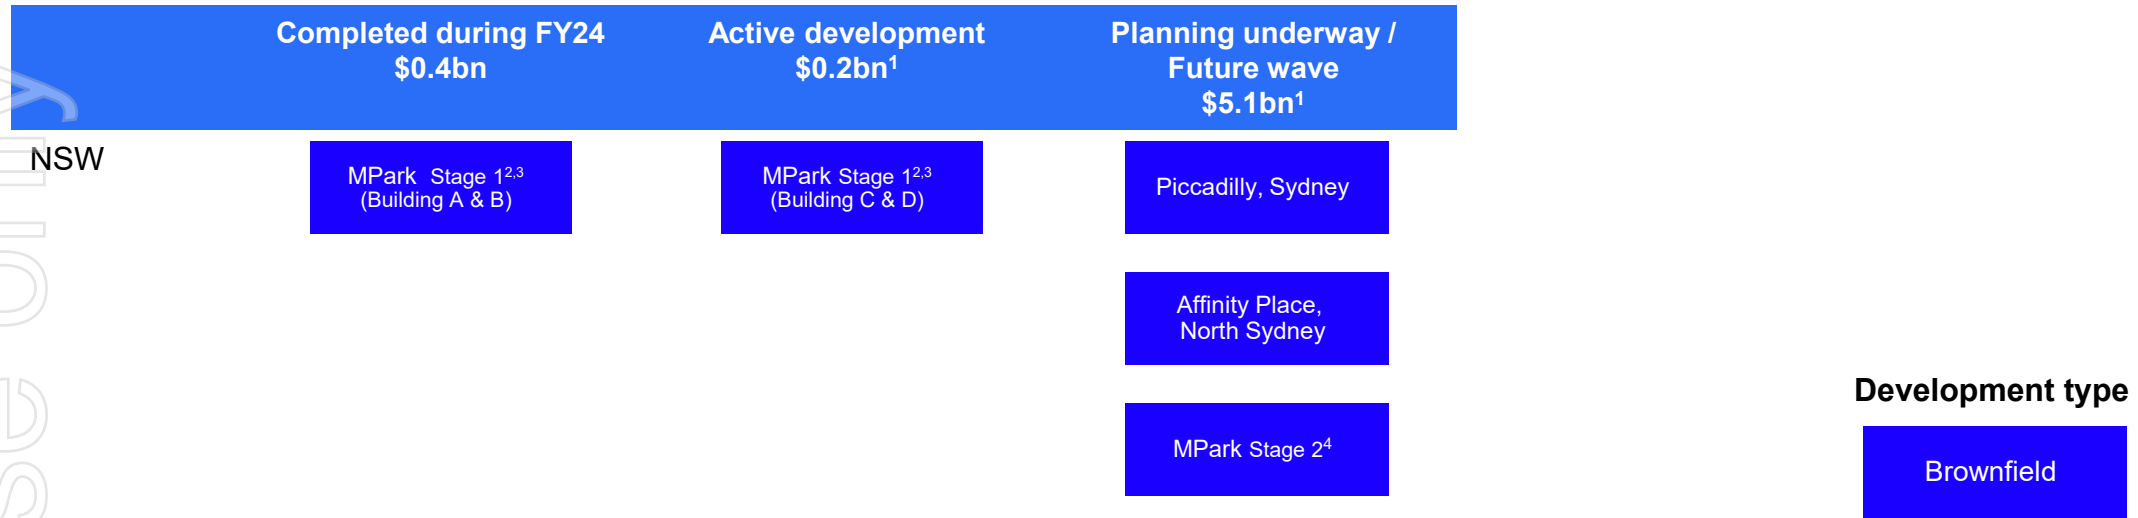 Completed during FY24
$0.4bn
Active development
$0.2bn¹
Planning underway /
Future wave
$5.1bn¹
NSW
MPark Stage 1²,³
(Building A & B)
MPark Stage 1²,³
(Building C & D)
Piccadilly, Sydney
Affinity Place,
North Sydney
MPark Stage 2⁴
Development type
Brownfield
se only